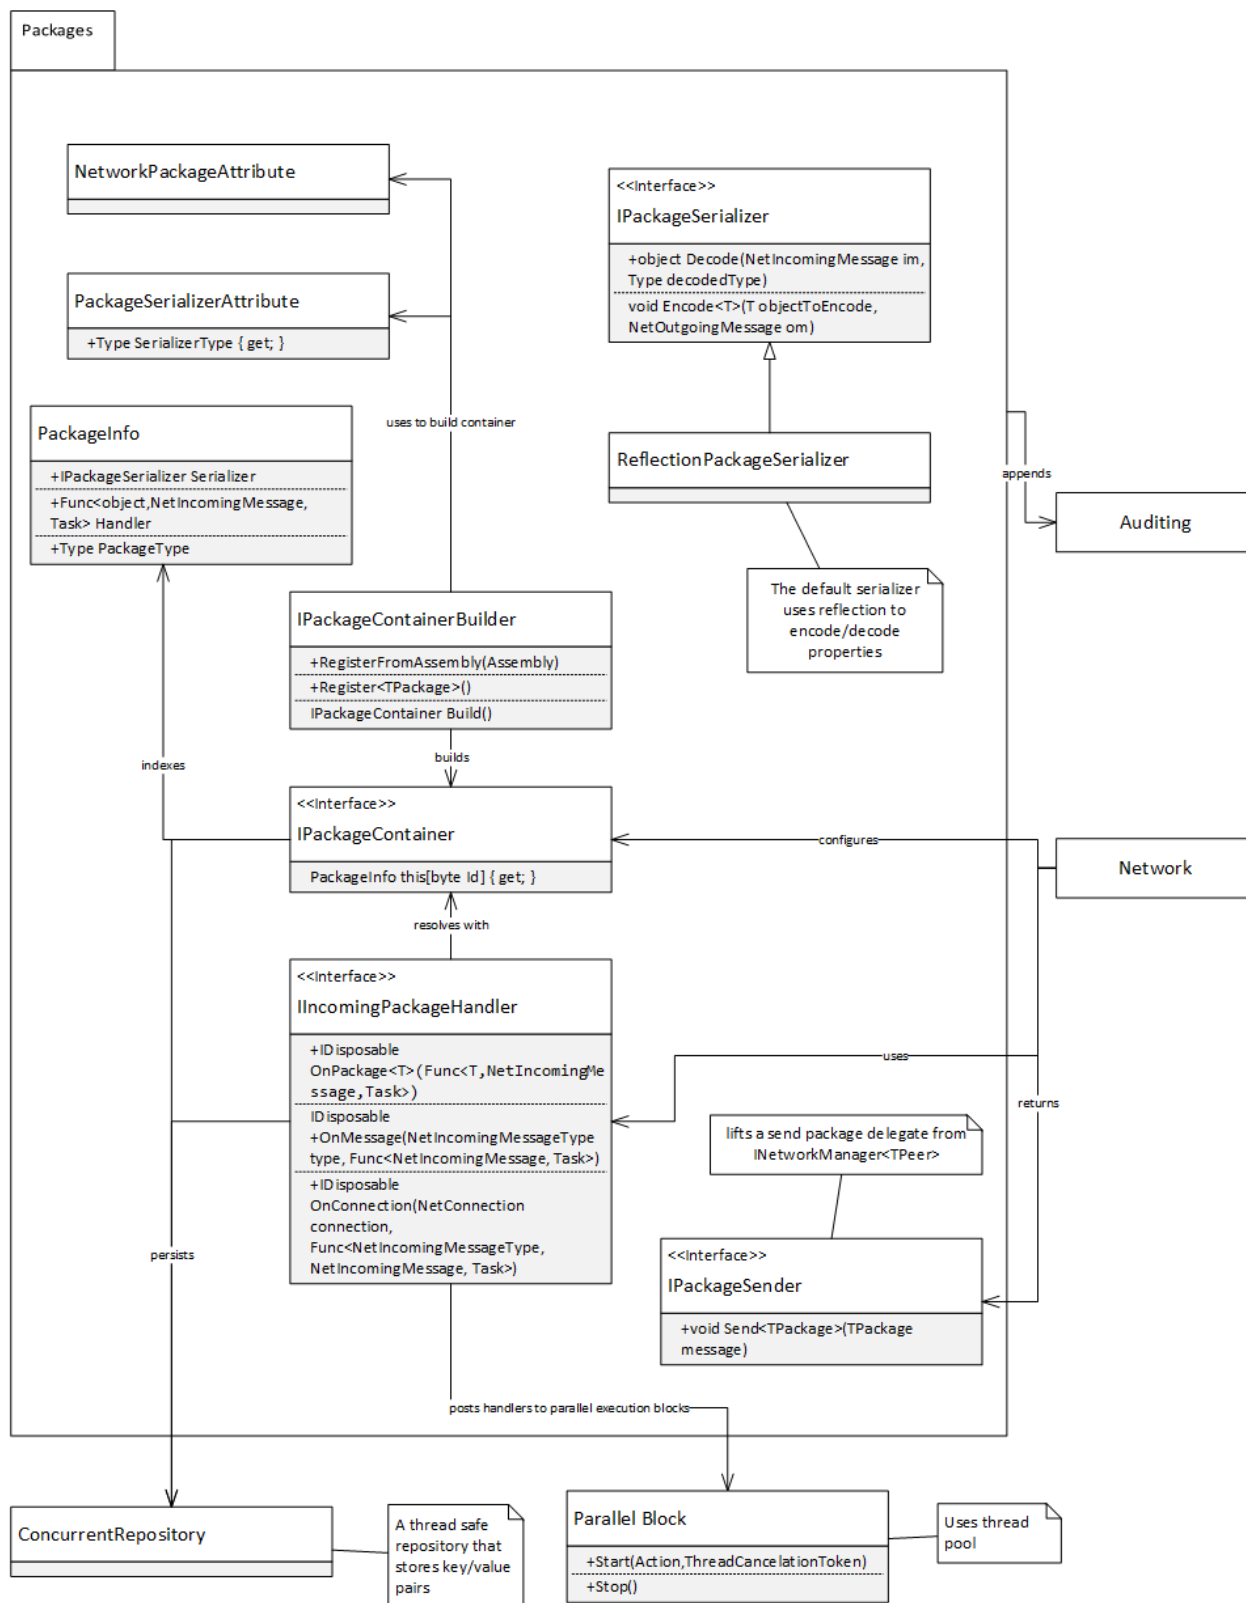 Packages
NetworkPackageAttribute
<<Interface>>
IPackageSerializer
+object Decode(NetIncomingMessage im,
Type decodedType)
void Encode<T>(T objectToEncode,
NetOutgoingMessage om)
PackageSerializerAttribute
+Type SerializerType { get; }
uses to build container
PackageInfo
+IPackageSerializer Serializer
+Func<object,NetIncomingMessage,
Task> Handler
+Type PackageType
ReflectionPackageSerializer
appends
Auditing
The default serializer
uses reflection to
encode/decode
properties
IPackageContainerBuilder
+RegisterFromAssembly(Assembly)
+Register<TPackage>()
IPackageContainer Build()
builds
indexes
<<Interface>>
IPackageContainer
PackageInfo this[byte Id] { get; }
configures
Network
resolves with
<<Interface>>
IIncomingPackageHandler
+IDisposable
OnPackage<T>(Func<T,NetIncomingMe
ssage,Task>)
IDisposable
+OnMessage(NetIncomingMessageType
type, Func<NetIncomingMessage, Task>)
+IDisposable
OnConnection(NetConnection
connection,
Func<NetIncomingMessageType,
NetIncomingMessage, Task>)
uses
returns
lifts a send package delegate from
INetworkManager<TPeer>
persists
<<Interface>>
IPackageSender
+void Send<TPackage>(TPackage
message)
posts handlers to parallel execution blocks
ConcurrentRepository
A thread safe
repository that
stores key/value
pairs
Parallel Block
+Start(Action,ThreadCancelationToken)
+Stop()
Uses thread
pool